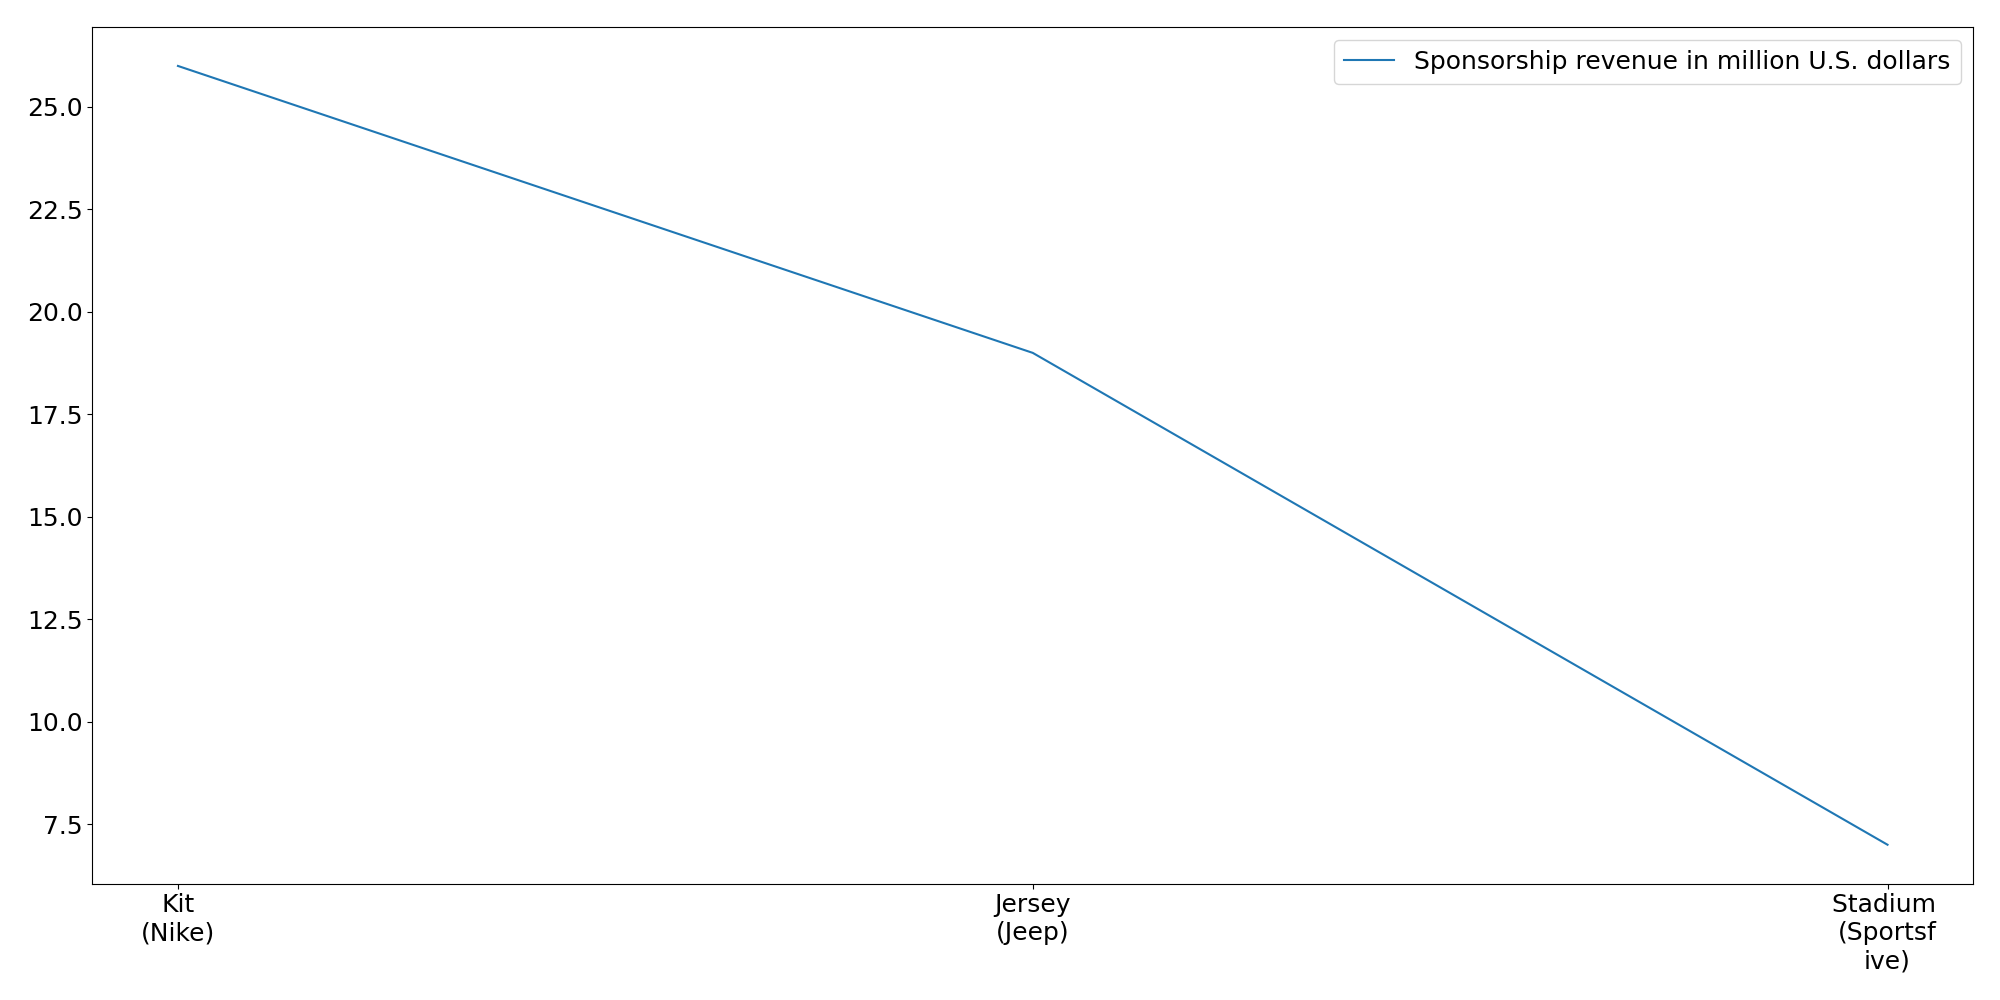 Sponsorship revenue in million U.S. dollars
25.0
22.5
20.0
17.5
15.0
12.5
10.0
7.5
Kit
(Nike)
Jersey
(Jeep)
Stadium
(Sportsf
ive)